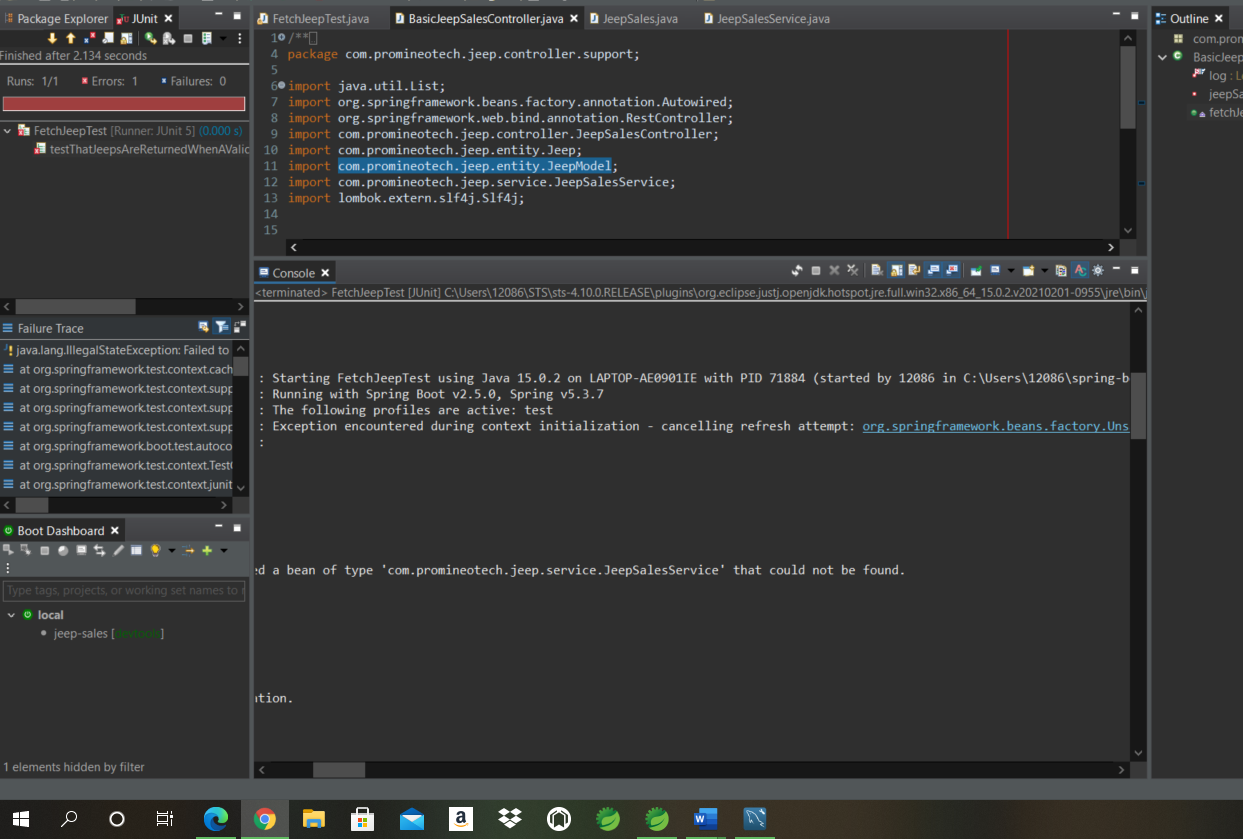 Package Explorer JUnit
Finished after 2.134 seconds
Runs: 1/1 Errors: 1 Failures: 0
FetchJeepTest [Runner: JUnit 5] (0.000 s)
testThatJeepsAreReturnedWhenAValic
Failure Trace
java.lang.IllegalStateException: Failed to
at org.springframework.test.context.cach
at org.springframework.test.context.supp
at org.springframework.test.context.supp
at org.springframework.test.context.supp
at org.springframework.boot.test.autoco
at org.springframework.test.context.Test
at org.springframework.test.context.junit
Boot Dashboard
Type tags, projects, or working set names to
local
jeep-sales [devtools]
1 elements hidden by filter
FetchJeepTest.java BasicJeepSalesController.java JeepSales.java JeepSalesService.java
1 /**
4 package com.promineotech.jeep.controller.support;
5
6 import java.util.List;
7 import org.springframework.beans.factory.annotation.Autowired;
8 import org.springframework.web.bind.annotation.RestController;
9 import com.promineotech.jeep.controller.JeepSalesController;
10 import com.promineotech.jeep.entity.Jeep;
11 import com.promineotech.jeep.entity.JeepModel;
12 import com.promineotech.jeep.service.JeepSalesService;
13 import lombok.extern.slf4j.Slf4j;
14
15
Console
<terminated> FetchJeepTest [JUnit] C:\Users\12086\STS\sts-4.10.0.RELEASE\plugins\org.eclipse.justj.openjdk.hotspot.jre.full.win32.x86_64_15.0.2.v20210201-0955\jre\bin\
: Starting FetchJeepTest using Java 15.0.2 on LAPTOP-AE0901IE with PID 71884 (started by 12086 in C:\Users\12086\spring-b
: Running with Spring Boot v2.5.0, Spring v5.3.7
: The following profiles are active: test
: Exception encountered during context initialization - cancelling refresh attempt: org.springframework.beans.factory.Uns
:
ed a bean of type 'com.promineotech.jeep.service.JeepSalesService' that could not be found.
ntion.
Outline
com.pron
BasicJeep
log : L
jeepSa
fetchJe
a
W